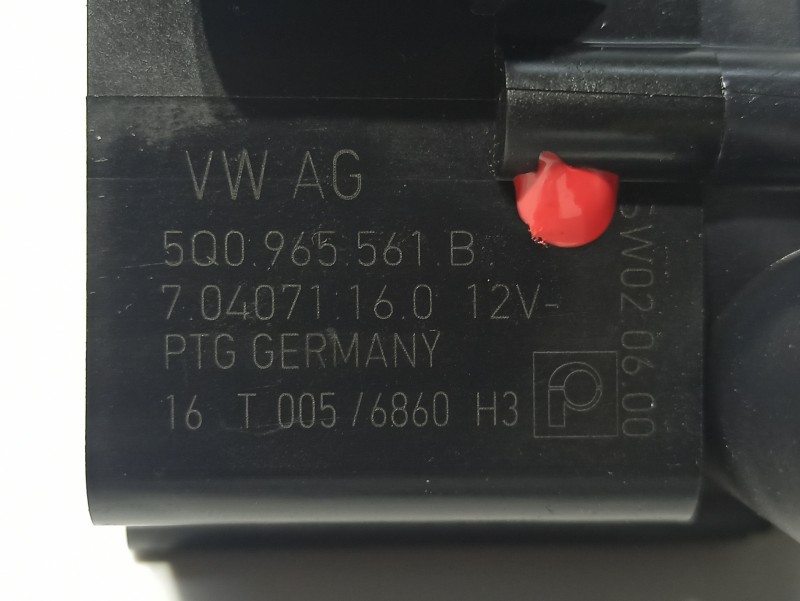 VW AG
5Q0.965.561.B
7.04071.16.0 12V-
PTG GERMANY
16 T 005/6860 H3
SW02 06.00